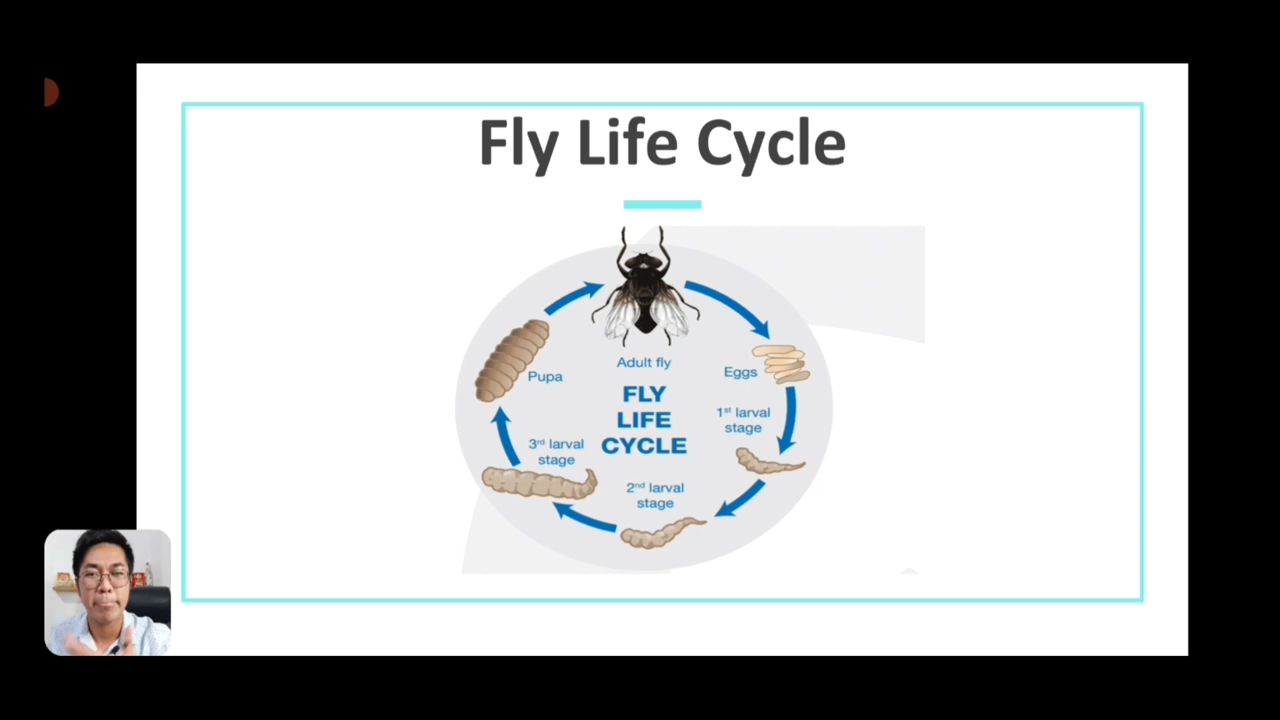 Fly Life Cycle
Adult fly
Eggs
Pupa
FLY
LIFE
CYCLE
1st larval
stage
3rd larval
stage
2nd larval
stage